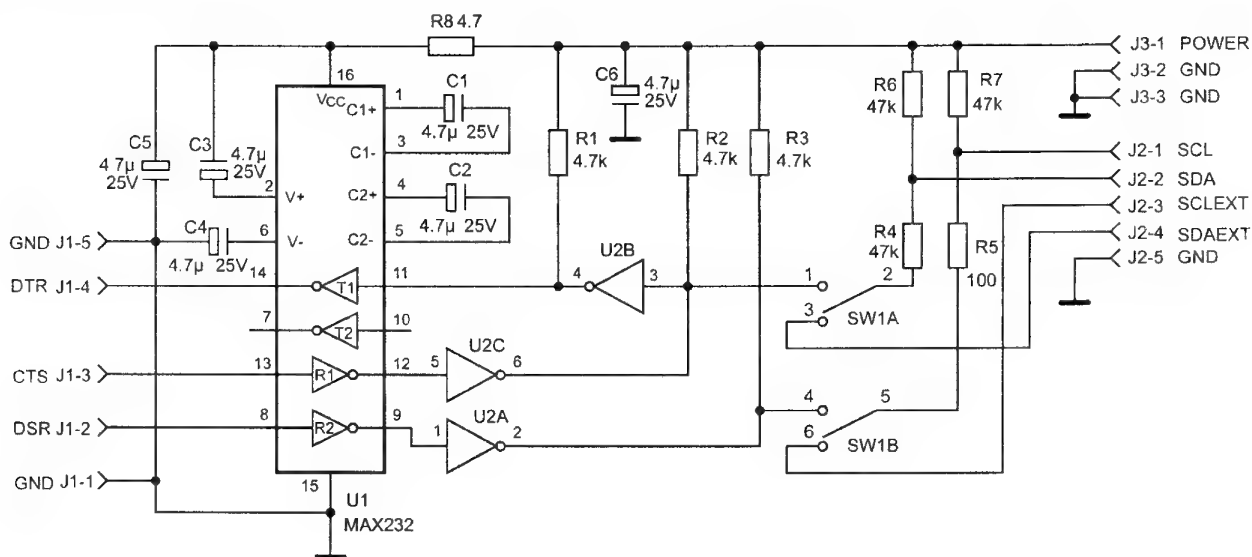 R8 4.7
J3-1 POWER
J3-2 GND
J3-3 GND
16
VCC
C1+
1
C1
4.7µ 25V
3
C1-
C6
4.7µ
25V
R6
47k
R7
47k
C5
4.7µ
25V
C3
4.7µ
25V
R1
4.7k
R2
4.7k
R3
4.7k
J2-1 SCL
J2-2 SDA
J2-3 SCLEXT
J2-4 SDAEXT
J2-5 GND
2
V+
C2+
4
C2
4.7µ 25V
5
C2-
C4
4.7µ 25V
6
V-
R4
47k
R5
100
GND J1-5
DTR J1-4
14
T1
11
4
U2B
3
1
2
3
SW1A
7
T2
10
CTS J1-3
13
R1
12
5
U2C
6
DSR J1-2
8
R2
9
1
U2A
2
4
5
6
SW1B
GND J1-1
15
U1
MAX232